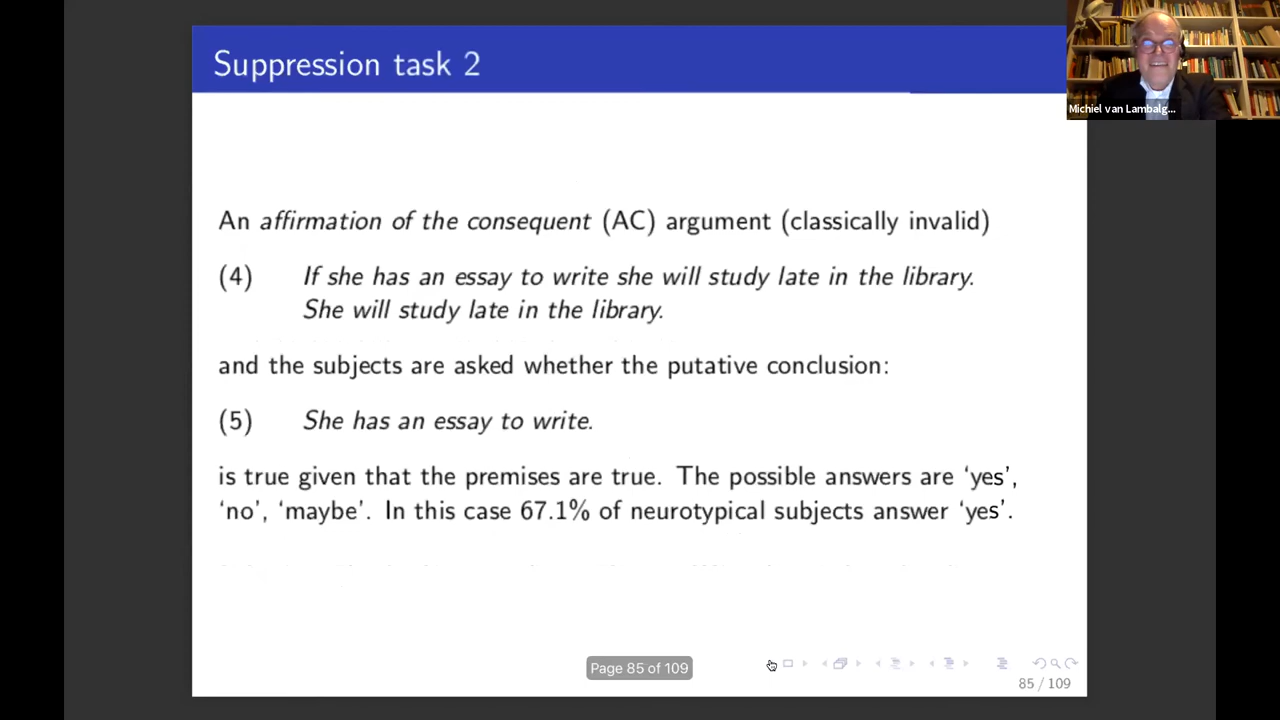 Suppression task 2
Michiel van Lambalg...
An affirmation of the consequent (AC) argument (classically invalid)
(4) If she has an essay to write she will study late in the library.
She will study late in the library.
and the subjects are asked whether the putative conclusion:
(5) She has an essay to write.
is true given that the premises are true. The possible answers are ‘yes’,
‘no’, ‘maybe’. In this case 67.1% of neurotypical subjects answer ‘yes’.
Page 85 of 109
85 / 109